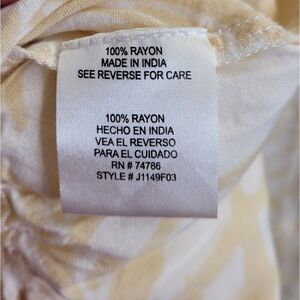 100% RAYON
MADE IN INDIA
SEE REVERSE FOR CARE
100% RAYON
HECHO EN INDIA
VEA EL REVERSO
PARA EL CUIDADO
RN # 74786
STYLE # J1149F03